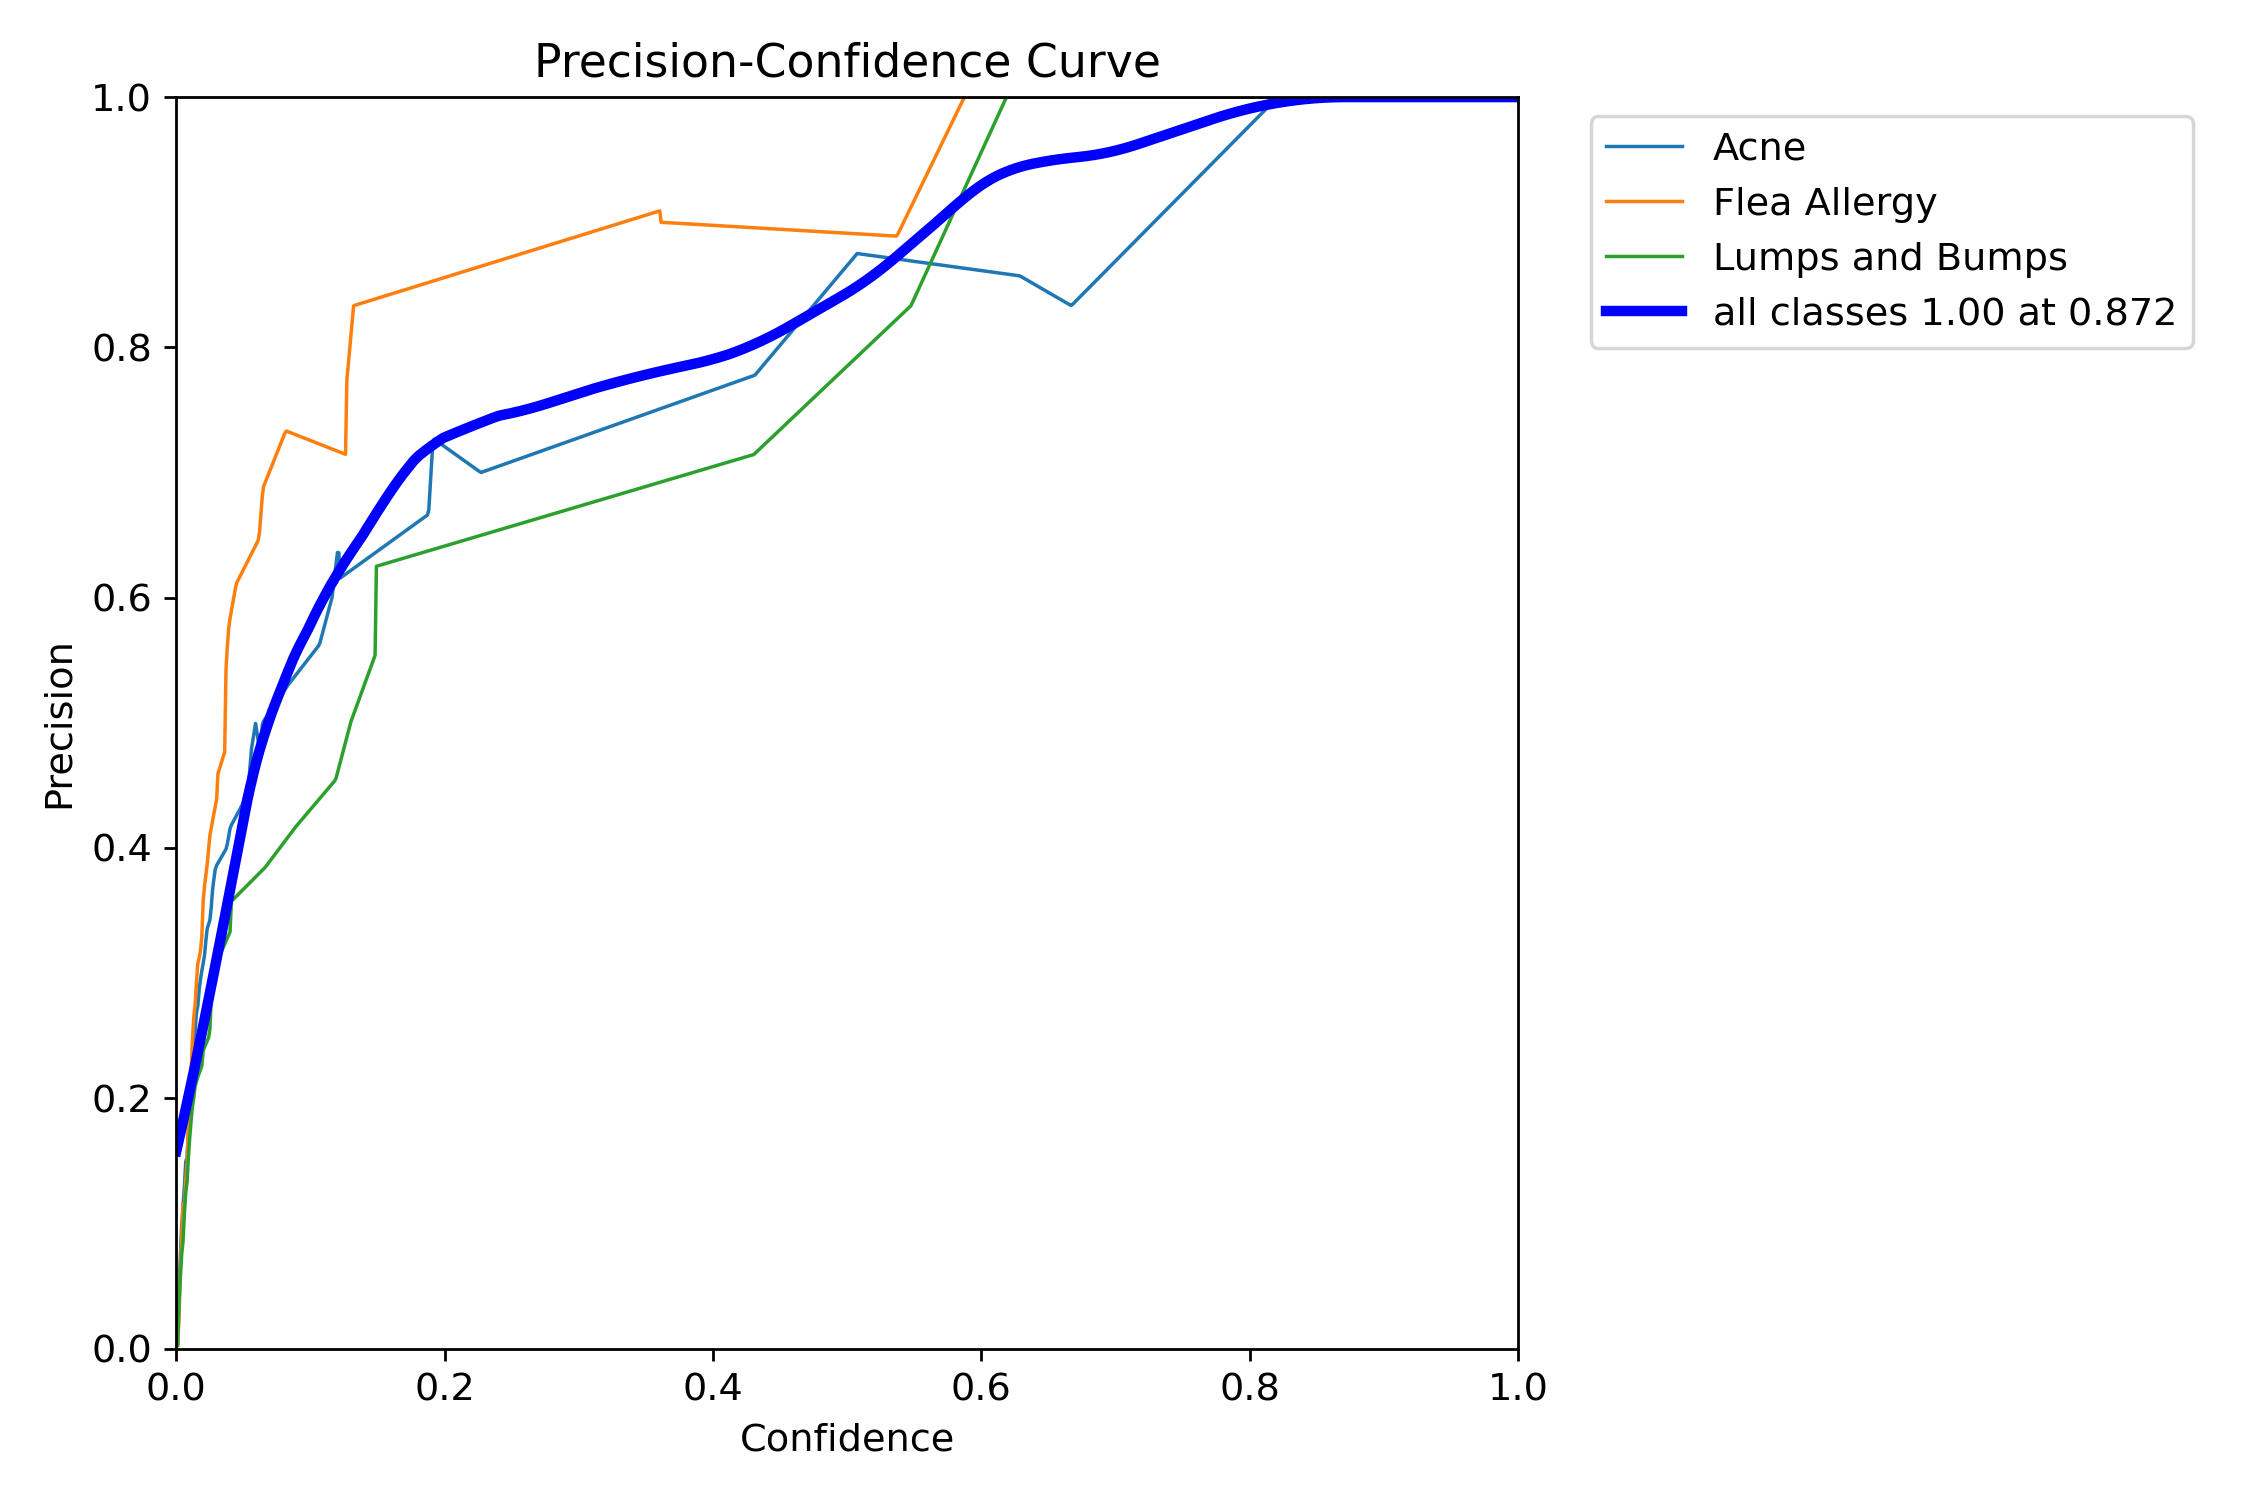 Precision-Confidence Curve
1.0
0.8
0.6
0.4
0.2
0.0
Precision
0.0 0.2 0.4 0.6 0.8 1.0
Confidence
Acne
Flea Allergy
Lumps and Bumps
all classes 1.00 at 0.872